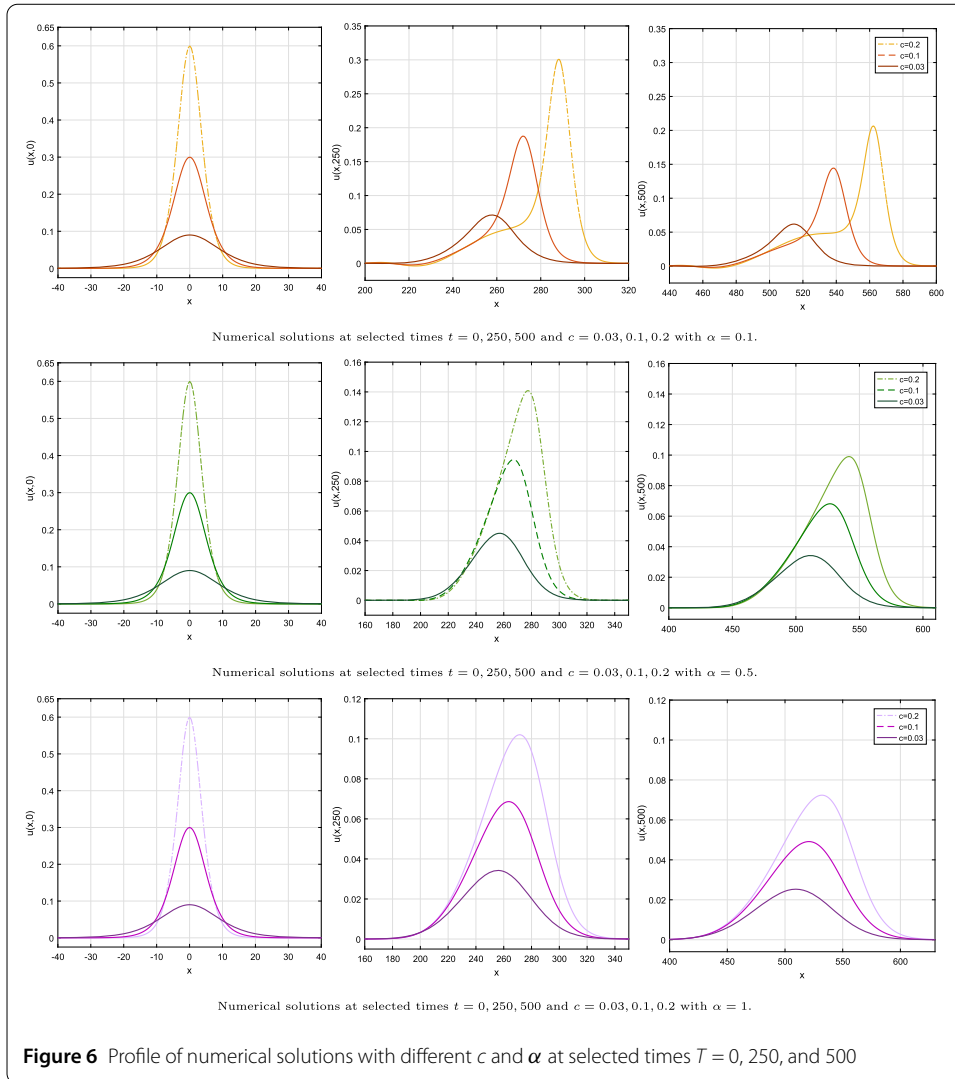 u(x,0)
0.65
0.6
0.5
0.4
0.3
0.2
0.1
0
-40 -30 -20 -10 0 10 20 30 40
x
u(x,250)
0.35
0.3
0.25
0.2
0.15
0.1
0.05
0
200 220 240 260 280 300 320
x
u(x,500)
0.35
0.3
0.25
0.2
0.15
0.1
0.05
0
440 460 480 500 520 540 560 580 600
x
c=0.2
c=0.1
c=0.03
Numerical solutions at selected times t = 0, 250, 500 and c = 0.03, 0.1, 0.2 with α = 0.1.
u(x,0)
0.65
0.6
0.5
0.4
0.3
0.2
0.1
0
-40 -30 -20 -10 0 10 20 30 40
x
u(x,250)
0.16
0.14
0.12
0.1
0.08
0.06
0.04
0.02
0
160 180 200 220 240 260 280 300 320 340
x
u(x,500)
0.16
0.14
0.12
0.1
0.08
0.06
0.04
0.02
0
400 450 500 550 600
x
c=0.2
c=0.1
c=0.03
Numerical solutions at selected times t = 0, 250, 500 and c = 0.03, 0.1, 0.2 with α = 0.5.
u(x,0)
0.65
0.6
0.5
0.4
0.3
0.2
0.1
0
-40 -30 -20 -10 0 10 20 30 40
x
u(x,250)
0.12
0.1
0.08
0.06
0.04
0.02
0
160 180 200 220 240 260 280 300 320 340
x
u(x,500)
0.12
0.1
0.08
0.06
0.04
0.02
0
400 450 500 550 600
x
c=0.2
c=0.1
c=0.03
Numerical solutions at selected times t = 0, 250, 500 and c = 0.03, 0.1, 0.2 with α = 1.
Figure 6 Profile of numerical solutions with different c and α at selected times T = 0, 250, and 500